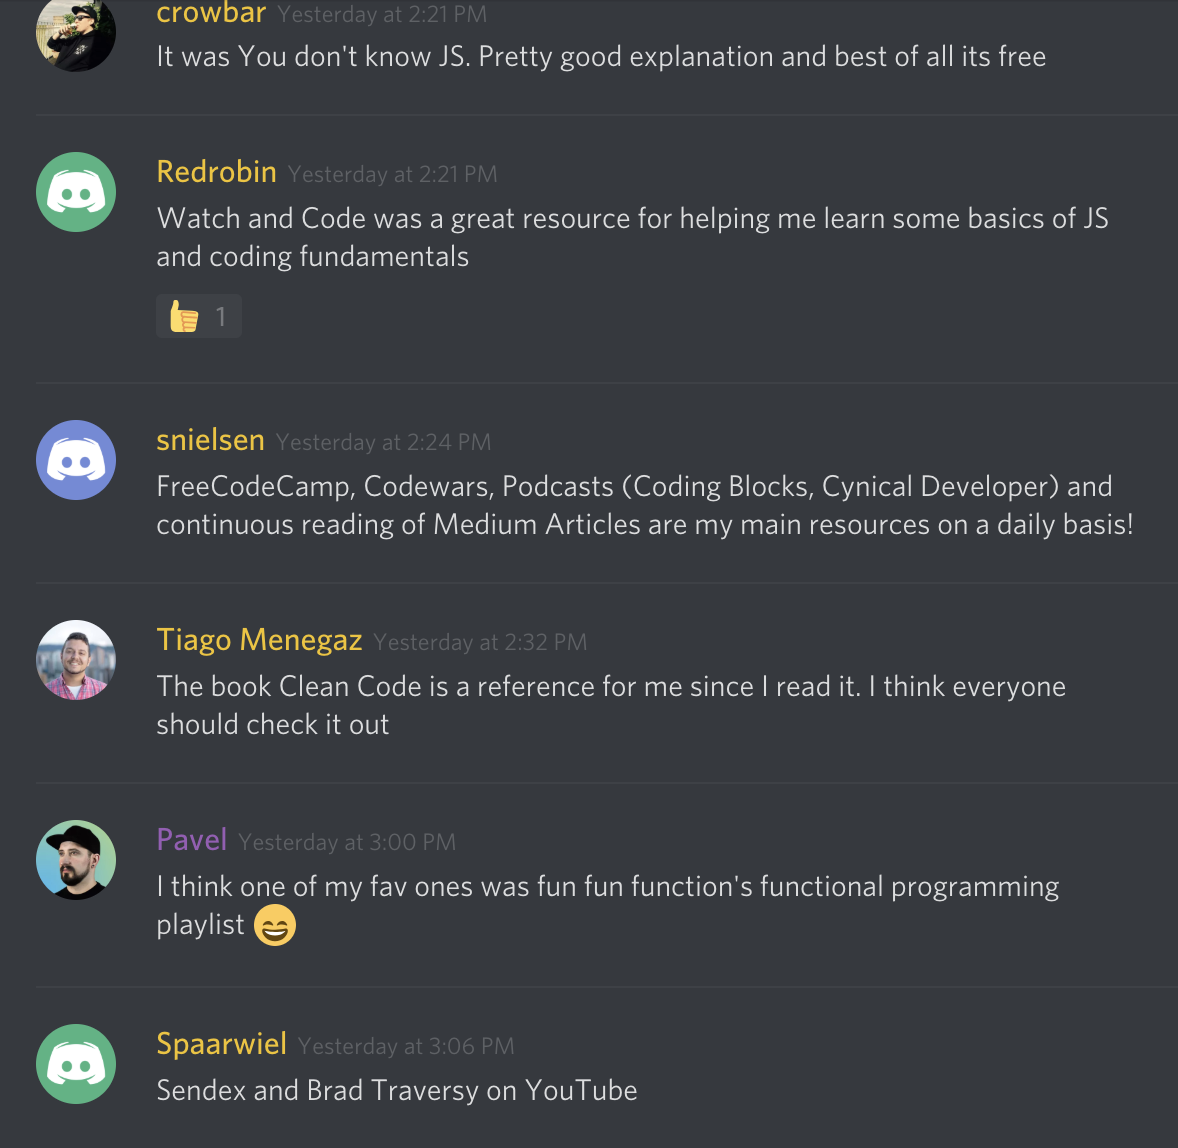 crowbar Yesterday at 2:21 PM
It was You don't know JS. Pretty good explanation and best of all its free
Redrobin Yesterday at 2:21 PM
Watch and Code was a great resource for helping me learn some basics of JS
and coding fundamentals
1
snielsen Yesterday at 2:24 PM
FreeCodeCamp, Codewars, Podcasts (Coding Blocks, Cynical Developer) and
continuous reading of Medium Articles are my main resources on a daily basis!
Tiago Menegaz Yesterday at 2:32 PM
The book Clean Code is a reference for me since I read it. I think everyone
should check it out
Pavel Yesterday at 3:00 PM
I think one of my fav ones was fun fun function's functional programming
playlist 😄
Spaarwiel Yesterday at 3:06 PM
Sendex and Brad Traversy on YouTube